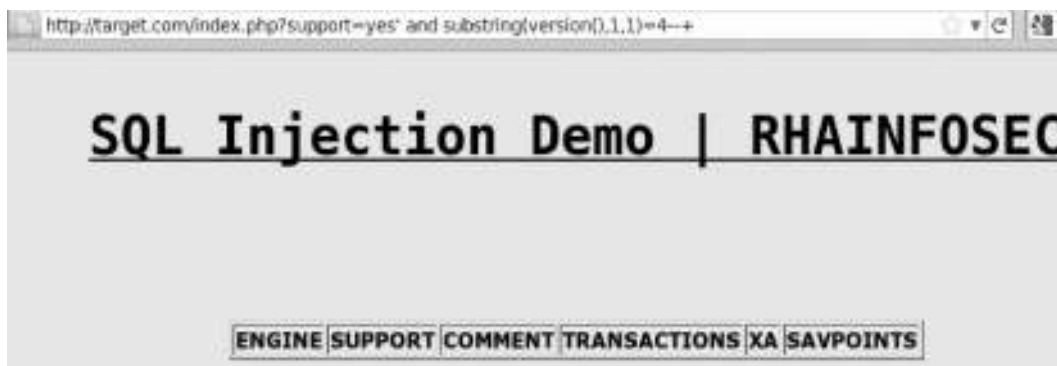 http://target.com/index.php?support=yes' and substring(version(),1,1)=4--+
SQL Injection Demo | RHAINFOSEC
ENGINE SUPPORT COMMENT TRANSACTIONS XA SAVPOINTS